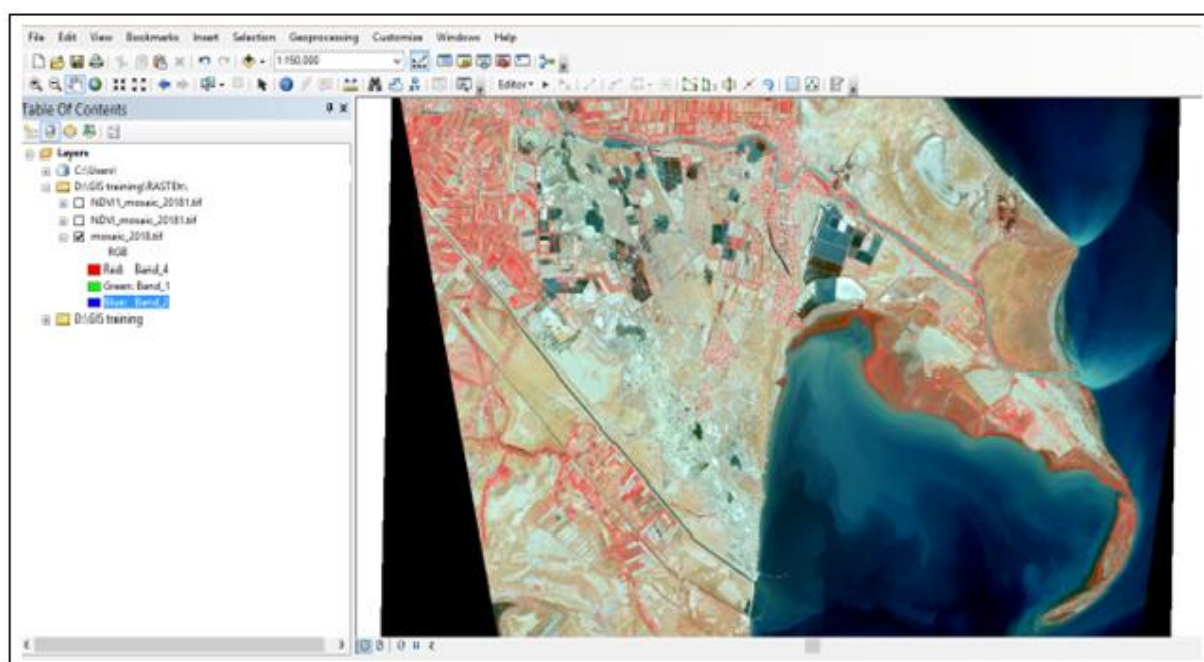 File Edit View Bookmarks Insert Selection Geoprocessing Customize Windows Help
1:150,000
Editor
Table Of Contents
Layers
C:\Users\
D:\GIS training\RASTEr\
NDVI1_mosaic_20181.tif
NDVI_mosaic_20181.tif
mosaic_2018.tif
RGB
Red: Band_4
Green: Band_1
Blue: Band_2
D:\GIS training